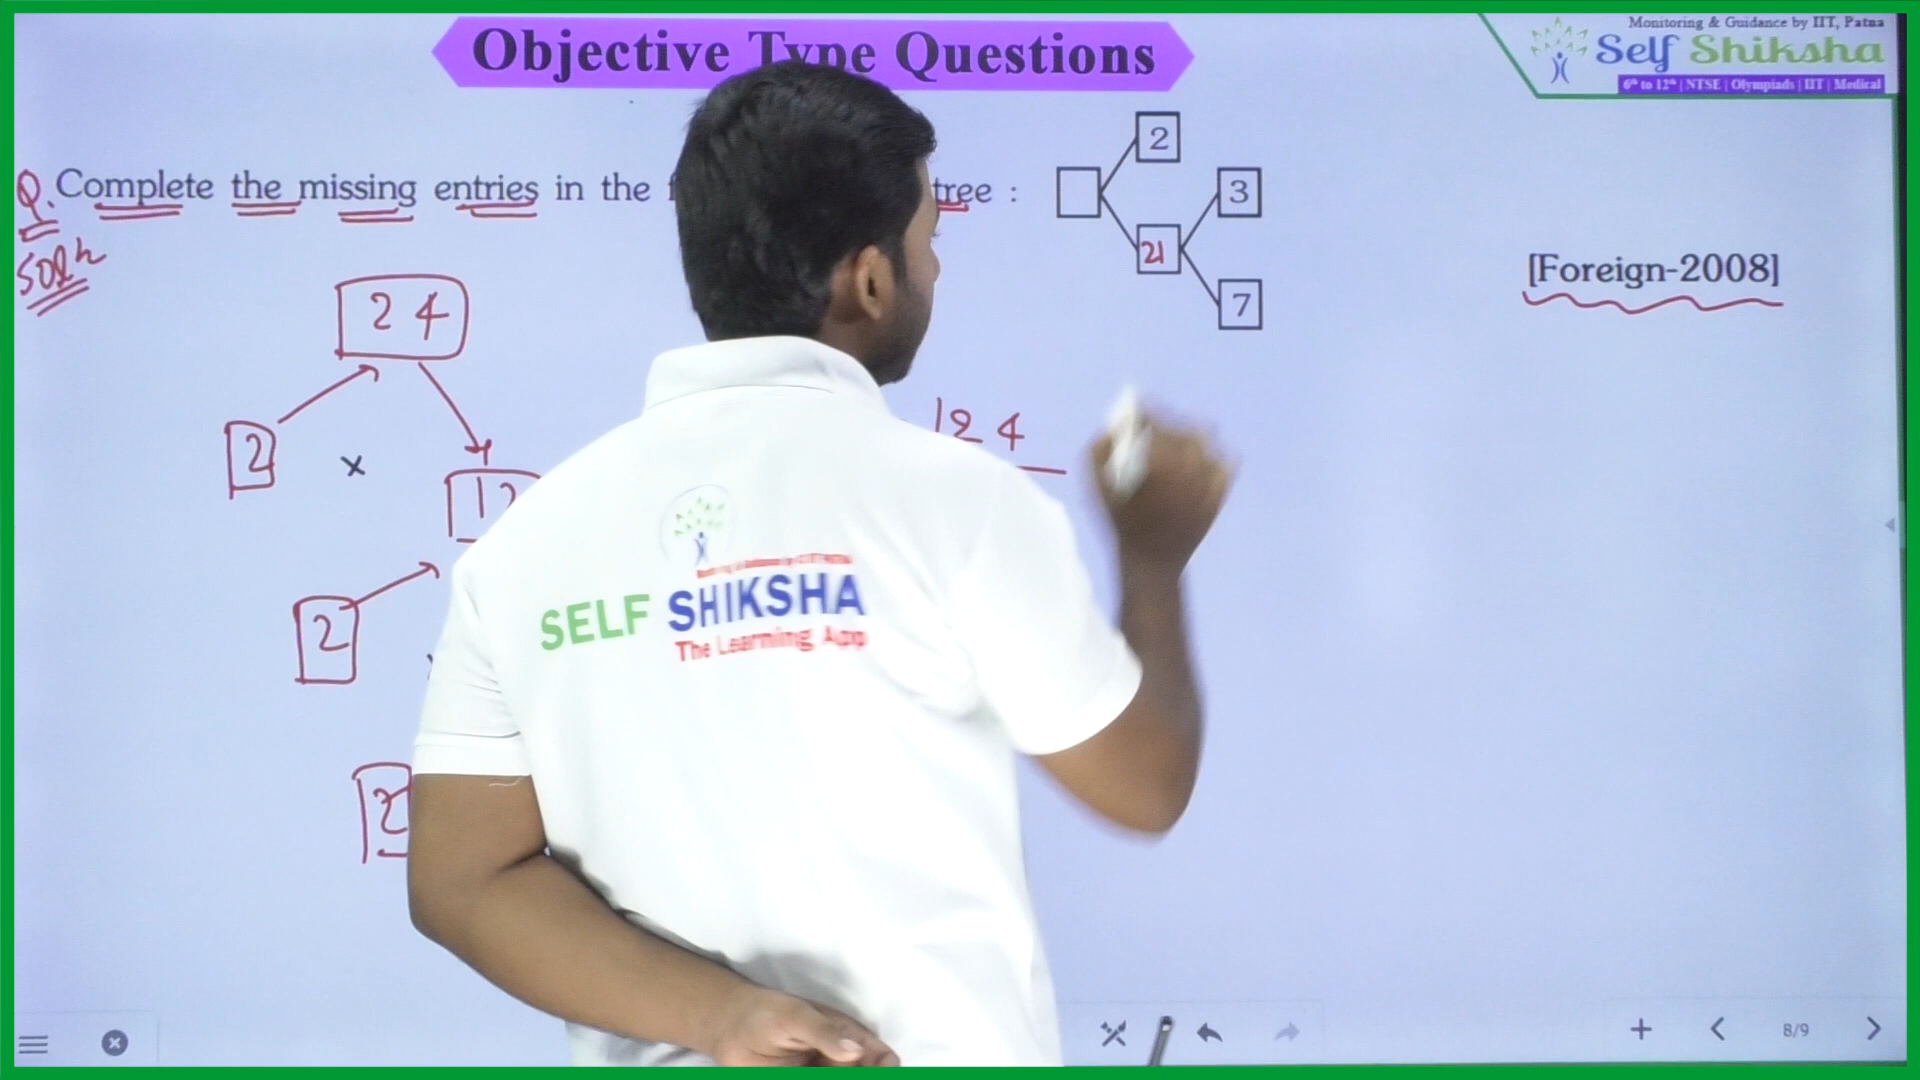 Objective Type Questions
Monitoring & Guidance by IIT, Patna
Self Shiksha
6th to 12th | NTSE | Olympiads | IIT | Medical
Q. Complete the missing entries in the tree :
2
3
21
7
[Foreign-2008]
Soln
24
2 ×
12
2
2
124
SELF SHIKSHA
The Learning App
8/9